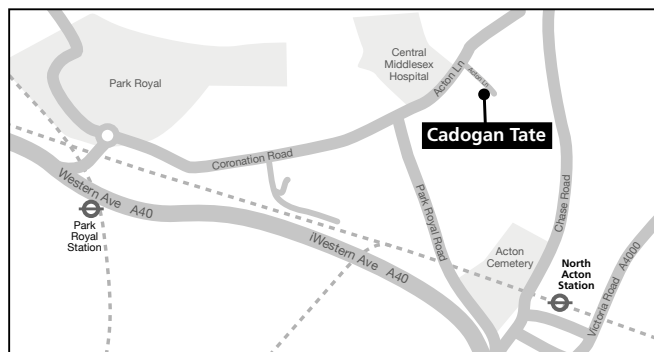 Park Royal
Central
Middlesex
Hospital
Acton Ln
Acton Ln
Cadogan Tate
Coronation Road
Western Ave A40
Park
Royal
Station
iWestern Ave A40
Park Royal Road
Chase Road
Acton
Cemetery
North
Acton
Station
Victoria Road A4000